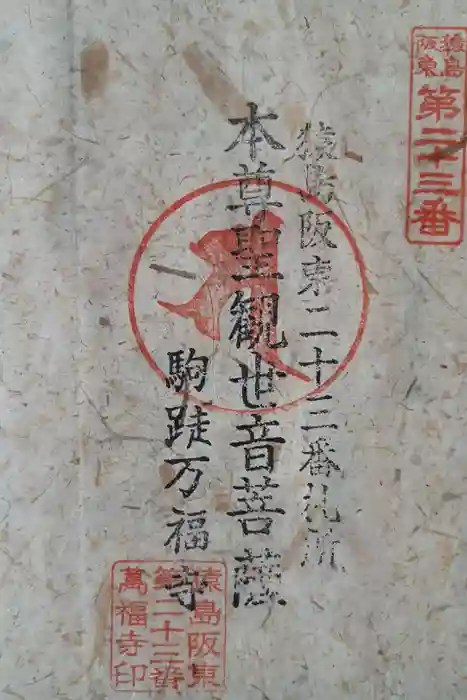 猿島
阪東
第二十三番
猿島阪東二十三番札所
本尊聖観世音菩薩
駒跿万福寺
猿島阪東
第二十三番
萬福寺印